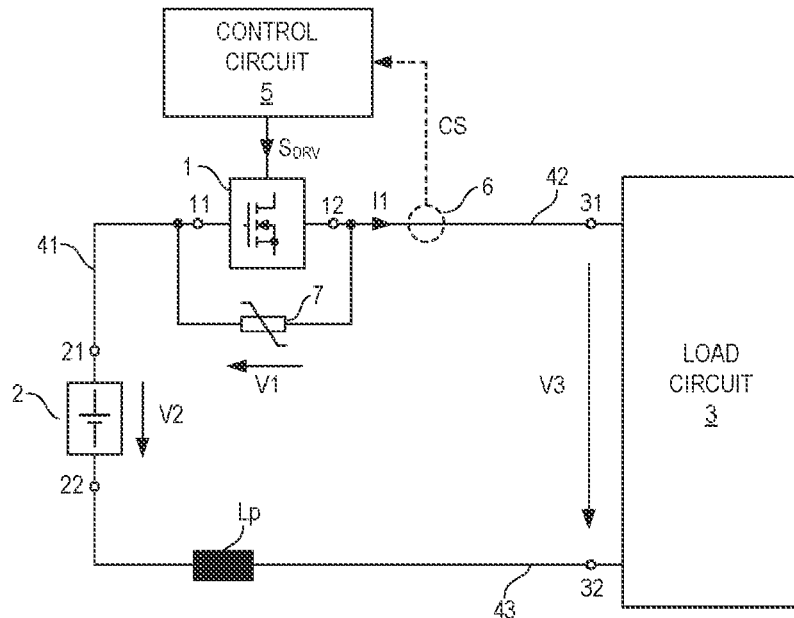 CONTROL
CIRCUIT
5
CS
SDRV
1
11
12
I1
6
42
31
41
7
21
V1
2
V2
V3
LOAD
CIRCUIT
3
22
Lp
43
32